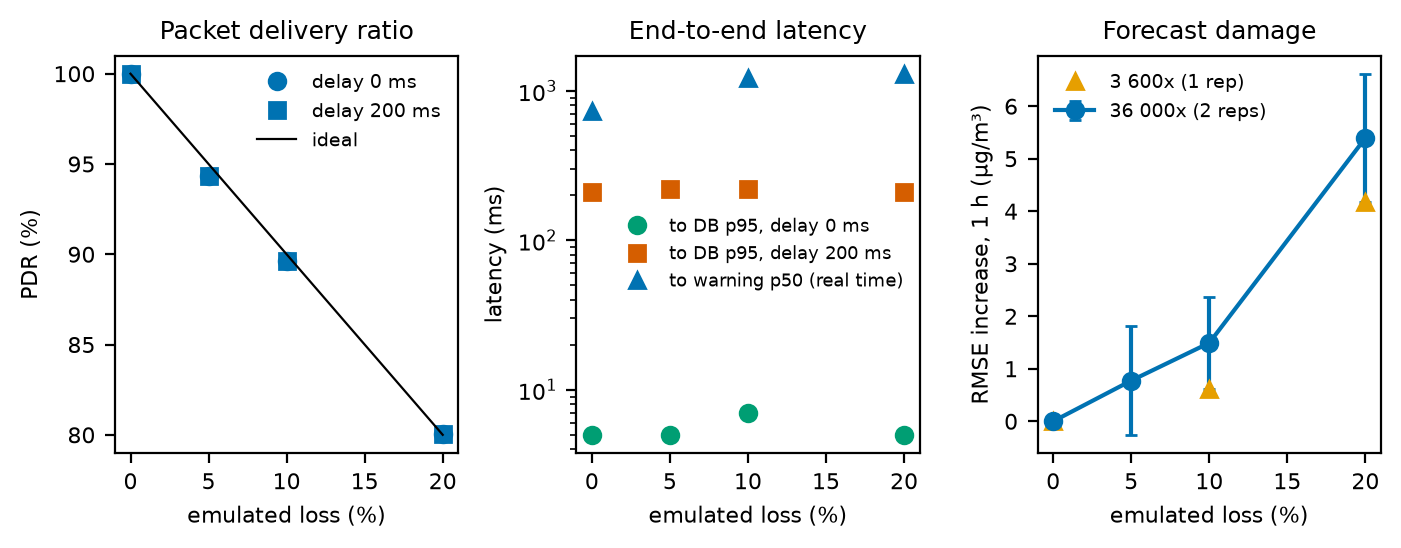 Packet delivery ratio
PDR (%)
100
95
90
85
80
0 5 10 15 20
emulated loss (%)
delay 0 ms
delay 200 ms
ideal
End-to-end latency
latency (ms)
10³
10²
10¹
0 5 10 15 20
emulated loss (%)
to DB p95, delay 0 ms
to DB p95, delay 200 ms
to warning p50 (real time)
Forecast damage
RMSE increase, 1 h (µg/m³)
6
5
4
3
2
1
0
0 5 10 15 20
emulated loss (%)
3 600x (1 rep)
36 000x (2 reps)